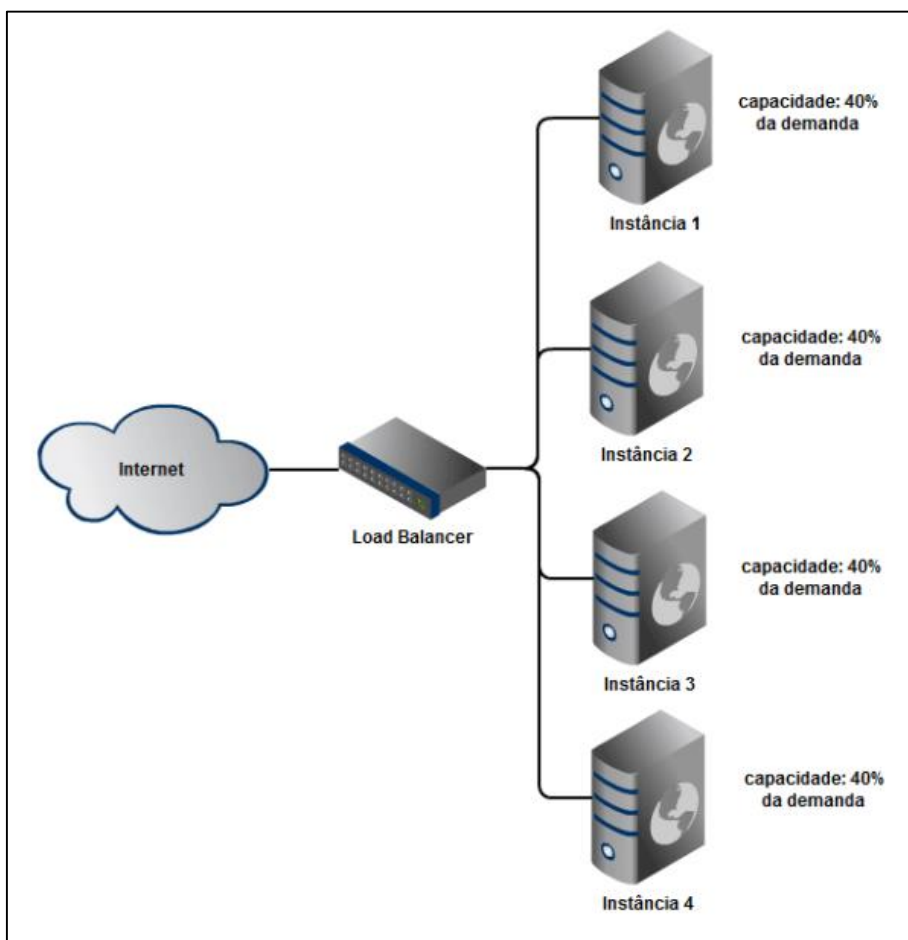 capacidade: 40%
da demanda
Instância 1
capacidade: 40%
da demanda
Instância 2
Internet
Load Balancer
capacidade: 40%
da demanda
Instância 3
capacidade: 40%
da demanda
Instância 4